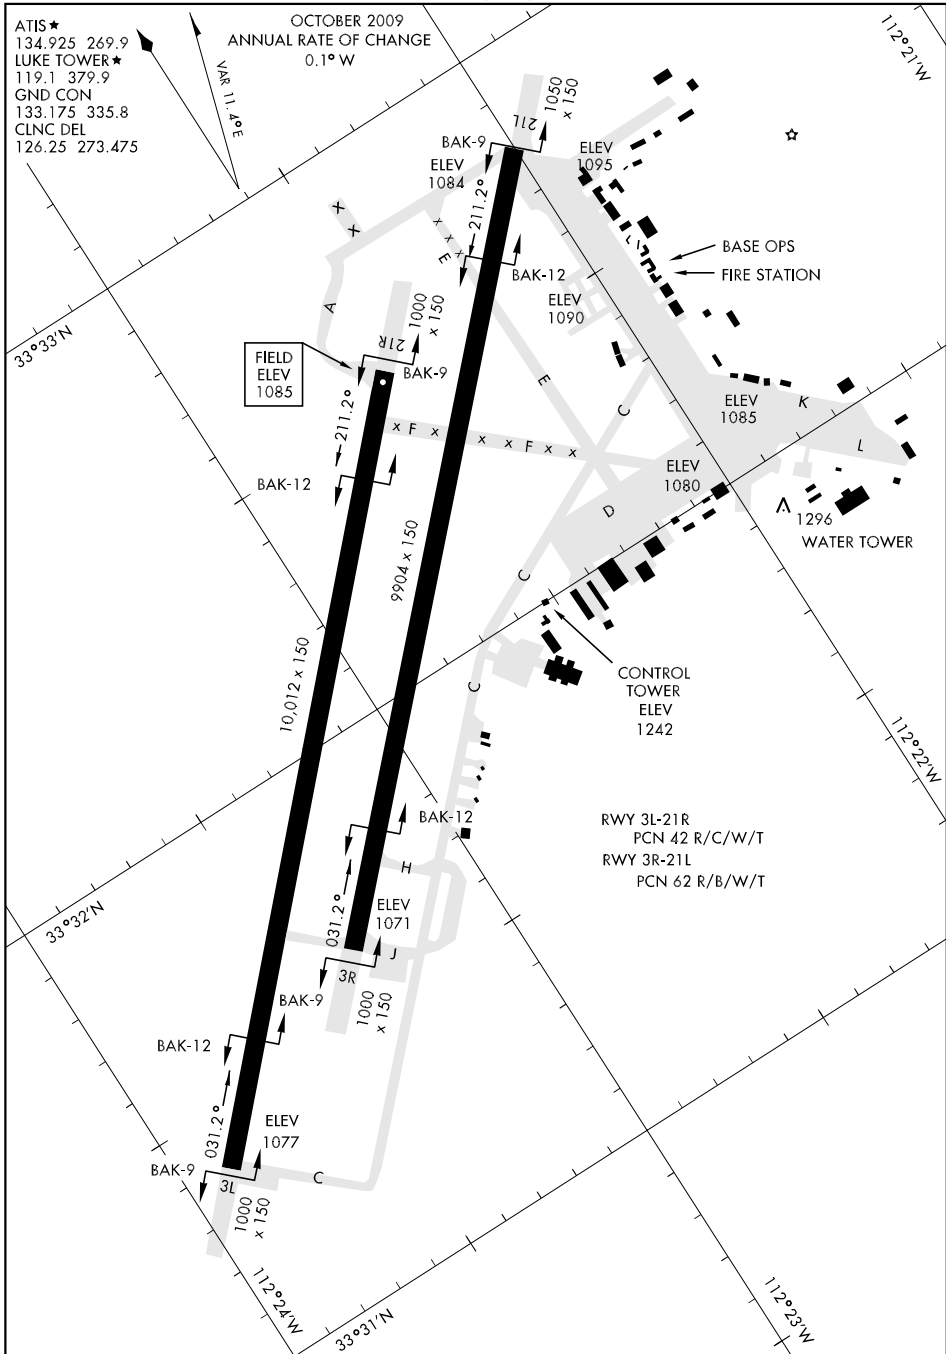 ATIS★
134.925 269.9
LUKE TOWER★
119.1 379.9
GND CON
133.175 335.8
CLNC DEL
126.25 273.475
VAR 11.4°E
OCTOBER 2009
ANNUAL RATE OF CHANGE
0.1° W
112°21'W
1050
x 150
21L
BAK-9
ELEV
1084
ELEV
1095
211.2°
X
X
x
x
x
x
E
BAK-12
BASE OPS
FIRE STATION
ELEV
1090
A
33°33'N
1000
x 150
21R
BAK-9
FIELD
ELEV
1085
211.2°
E
C
ELEV
1085
K
L
x F x x x F x x
BAK-12
ELEV
1080
D
1296
WATER TOWER
9904 x 150
C
10,012 x 150
C
CONTROL
TOWER
ELEV
1242
112°22'W
BAK-12
RWY 3L-21R
PCN 42 R/C/W/T
RWY 3R-21L
PCN 62 R/B/W/T
H
031.2°
ELEV
1071
33°32'N
J
3R
BAK-9
1000
x 150
BAK-12
031.2°
ELEV
1077
BAK-9
3L
C
1000
x 150
112°24'W
33°31'N
112°23'W